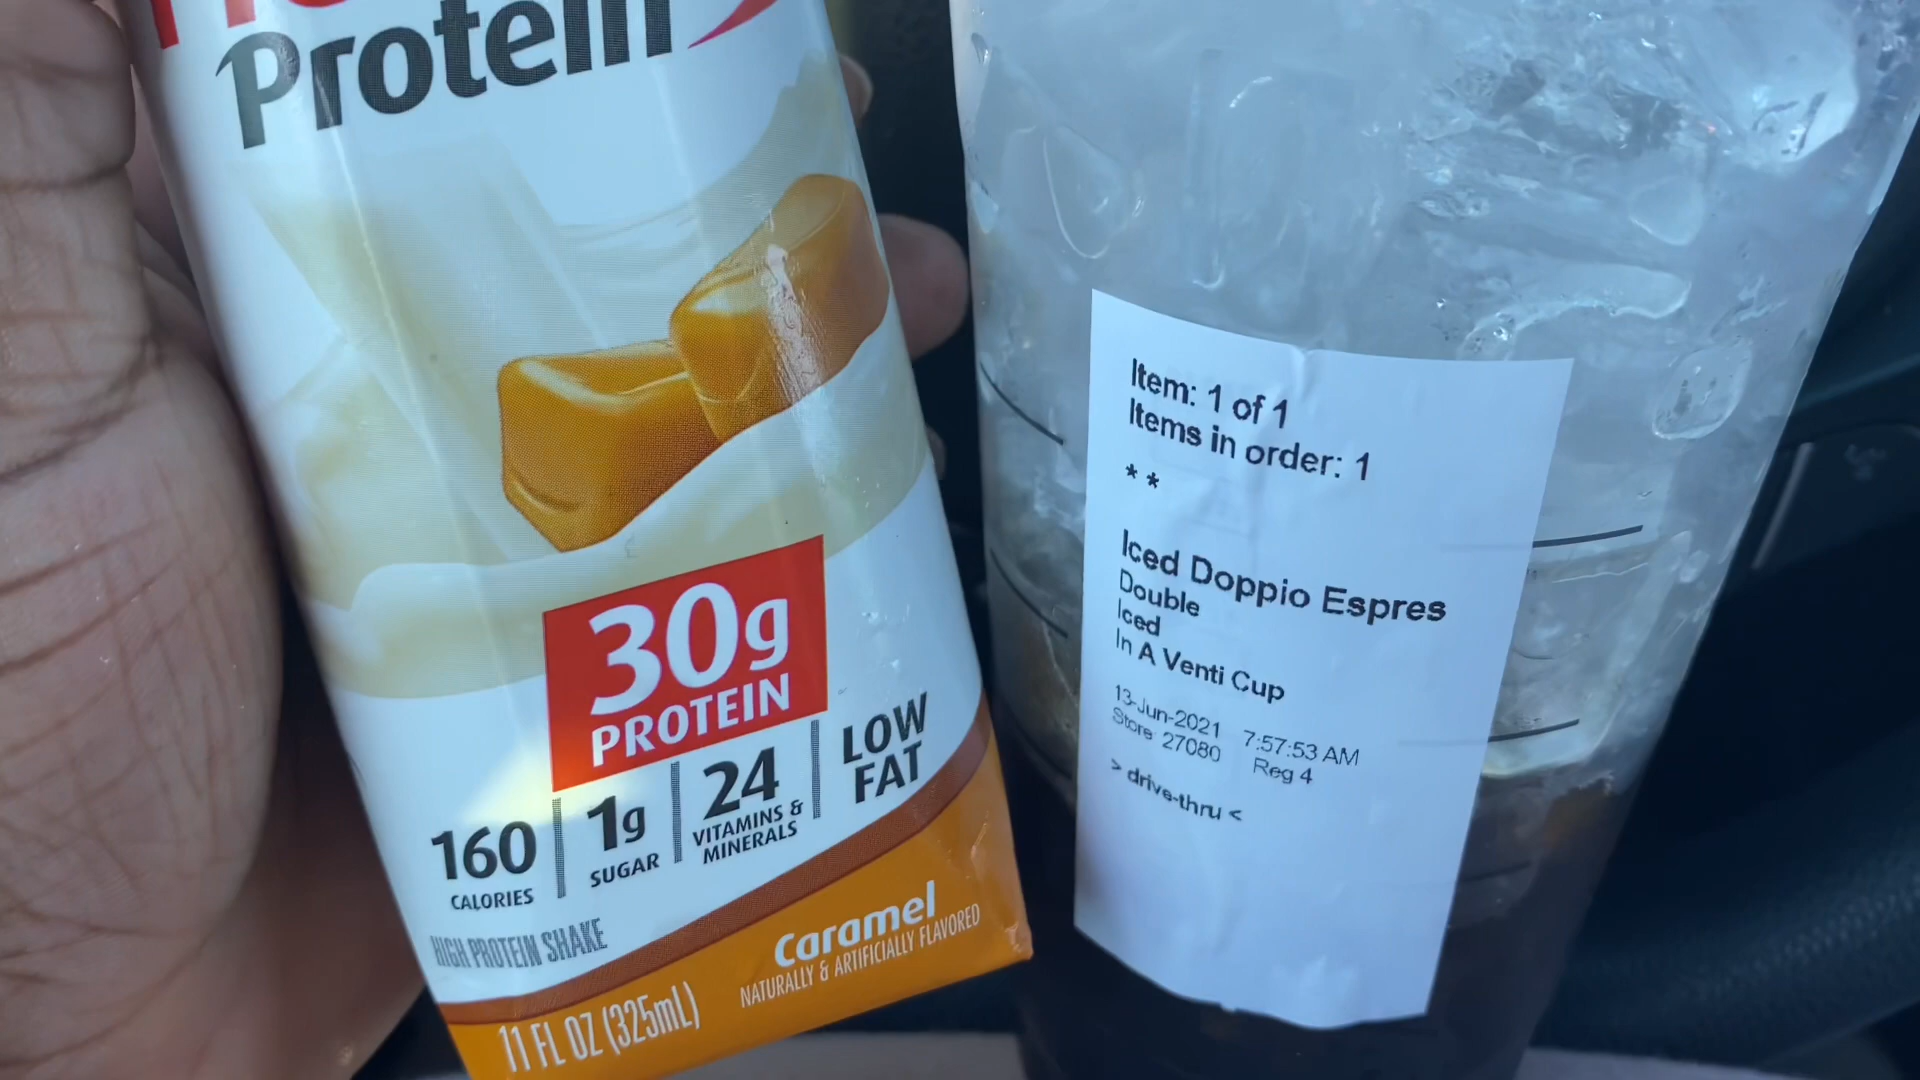 Protein
30g
PROTEIN
160
CALORIES
1g
SUGAR
24
VITAMINS &
MINERALS
LOW
FAT
HIGH PROTEIN SHAKE
Caramel
NATURALLY & ARTIFICIALLY FLAVORED
11 FL OZ (325mL)
Item: 1 of 1
Items in order: 1
* *
Iced Doppio Espres
Double
Iced
In A Venti Cup
13-Jun-2021 7:57:53 AM
Store: 27080 Reg 4
> drive-thru <